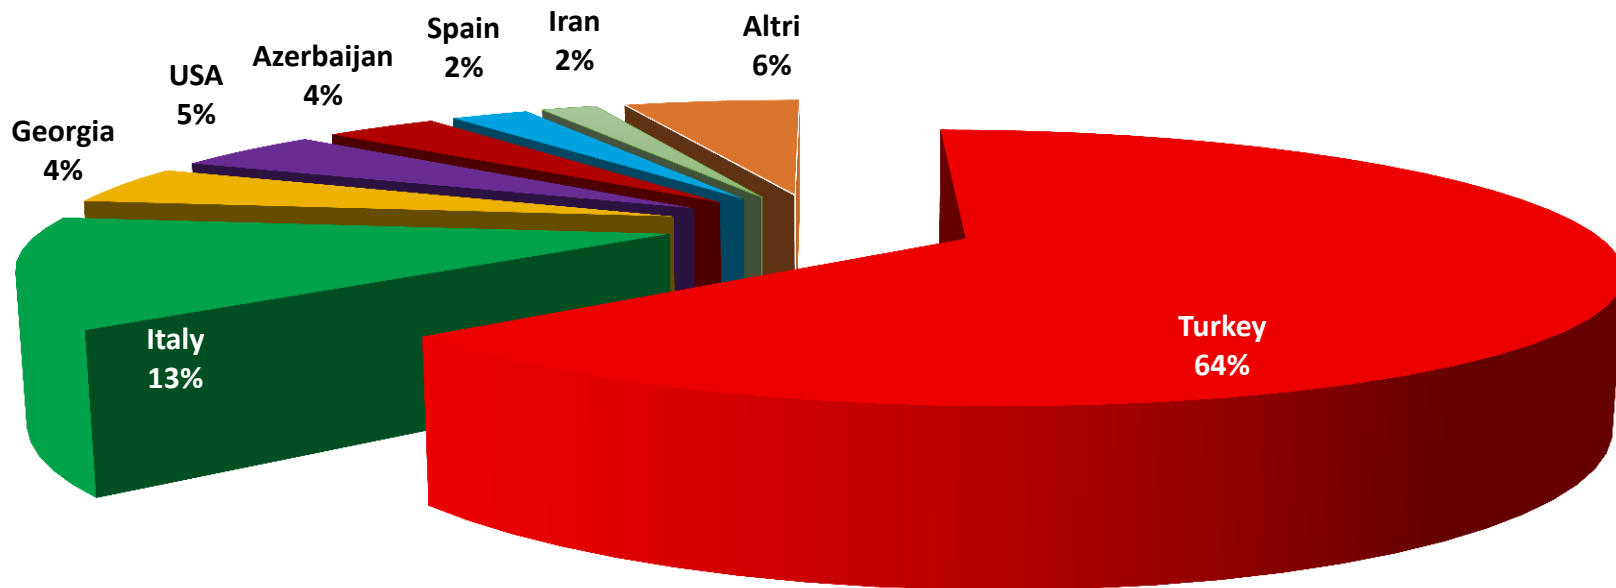 Georgia
4%
USA
5%
Azerbaijan
4%
Spain
2%
Iran
2%
Altri
6%
Italy
13%
Turkey
64%